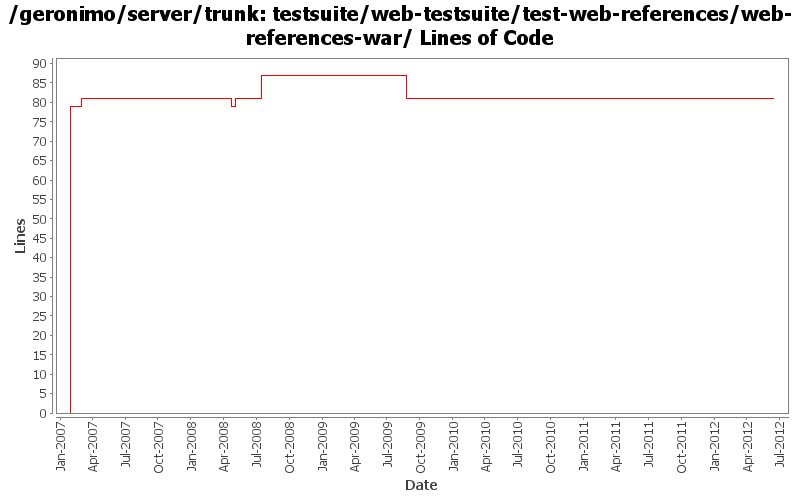 /geronimo/server/trunk: testsuite/web-testsuite/test-web-references/web-
references-war/ Lines of Code
90
85
80
75
70
65
60
55
50
45
40
35
30
25
20
15
10
5
0
Lines
Jan-2007
Apr-2007
Jul-2007
Oct-2007
Jan-2008
Apr-2008
Jul-2008
Oct-2008
Jan-2009
Apr-2009
Jul-2009
Oct-2009
Jan-2010
Apr-2010
Jul-2010
Oct-2010
Jan-2011
Apr-2011
Jul-2011
Oct-2011
Jan-2012
Apr-2012
Jul-2012
Date